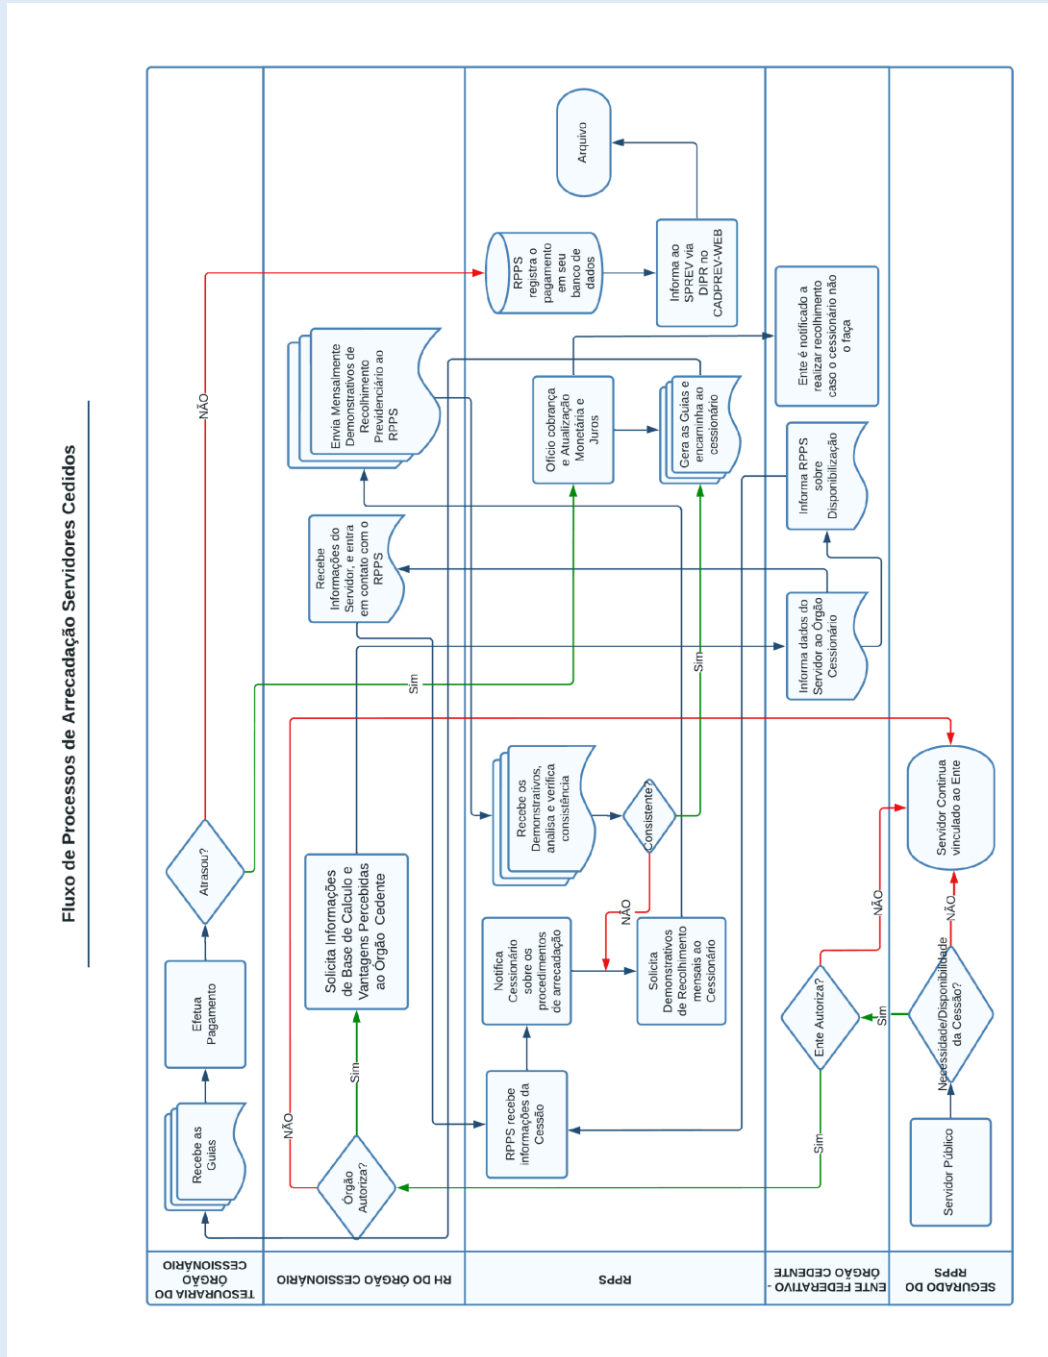 Fluxo de Processos de Arrecadação Servidores Cedidos
TESOURARIA DO
ÓRGÃO
CESSIONÁRIO
Recebe as
Guias
Efetua
Pagamento
Atrasou?
NÃO
Sim
RH DO ÓRGÃO CESSIONÁRIO
Órgão
Autoriza?
NÃO
Sim
Solicita Informações
de Base de Calculo e
Vantagens Percebidas
ao Órgão Cedente
Recebe
Informações do
Servidor, e entra
em contato com o
RPPS
Envia Mensalmente
Demonstrativos de
Recolhimento
Previdenciário ao
RPPS
RPPS
RPPS recebe
informações da
Cessão
Notifica
Cessionário
sobre os
procedimentos
de arrecadação
Solicita
Demonstrativos
de Recolhimento
mensais ao
Cessionário
NÃO
Recebe os
Demonstrativos,
analisa e verifica
consistência
Consistente?
Sim
Ofício cobrança
e Atualização
Monetária e
Juros
Gera as Guias e
encaminha ao
cessionário
RPPS
registra o
pagamento
em seu
banco de
dados
Informa ao
SPREV via
DIPR no
CADPREV-WEB
Arquivo
ENTE FEDERATIVO -
ÓRGÃO CEDENTE
Sim
Ente Autoriza?
NÃO
Informa dados do
Servidor ao Órgão
Cessionário
Informa RPPS
sobre
Disponibilização
Ente é notificado a
realizar recolhimento
caso o cessionário não
o faça
SEGURADO DO
RPPS
Servidor Público
Necessidade/Disponibilidade
da Cessão?
Sim
NÃO
Servidor Continua
vinculado ao Ente